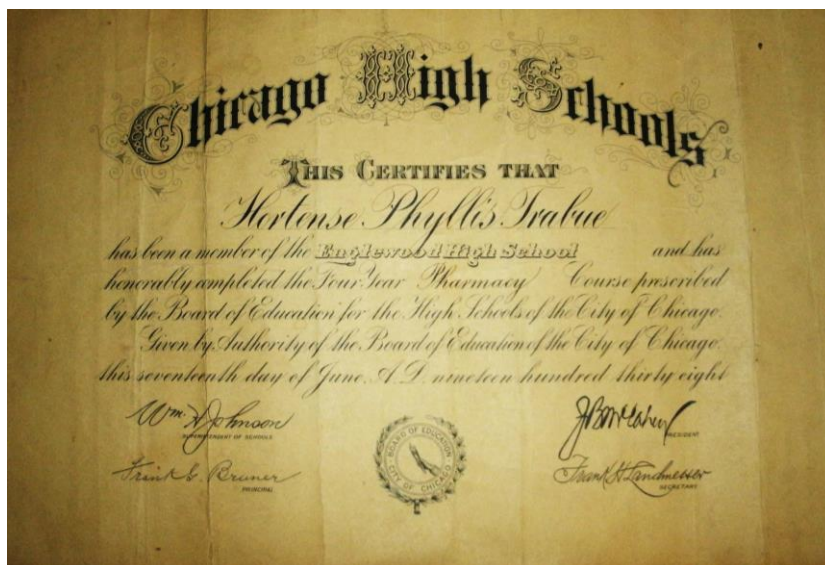 Chicago High Schools
THIS CERTIFIES THAT
Hortense Phyllis Trabue
has been a member of the Englewood High School and has
honorably completed the Four Year Pharmacy Course prescribed
by the Board of Education for the High Schools of the City of Chicago.
Given by Authority of the Board of Education of the City of Chicago,
this seventeenth day of June A.D. nineteen hundred thirty eight
Wm. H. Johnson
SUPERINTENDENT OF SCHOOLS
J B McCahey
PRESIDENT
BOARD OF EDUCATION
CITY OF CHICAGO
Bruner
PRINCIPAL
Frank H Landmesser
SECRETARY